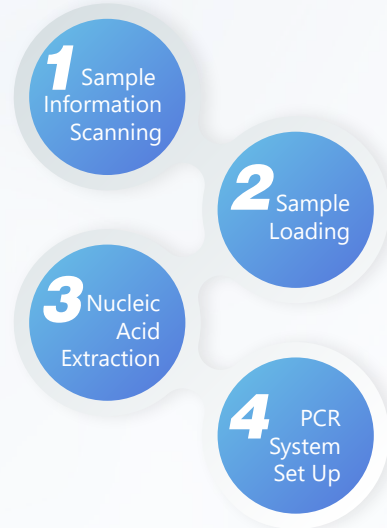 1 Sample
Information
Scanning
2 Sample
Loading
3 Nucleic
Acid
Extraction
4 PCR
System
Set Up